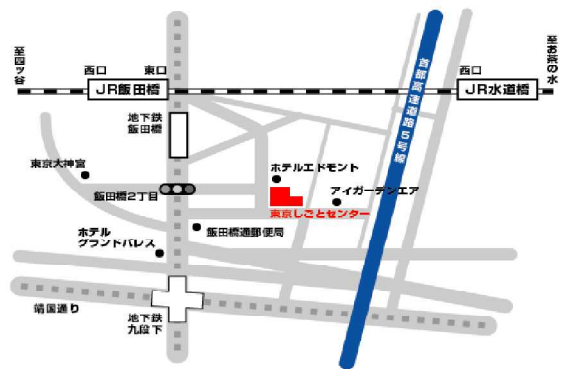 至四ッ谷
至お茶の水
西口
東口
西口
JR飯田橋
JR水道橋
首都高速道路5号線
地下鉄
飯田橋
東京大神宮
ホテルエドモント
飯田橋2丁目
アイガーデンエア
東京しごとセンター
飯田橋通郵便局
ホテル
グランドパレス
靖国通り
地下鉄
九段下